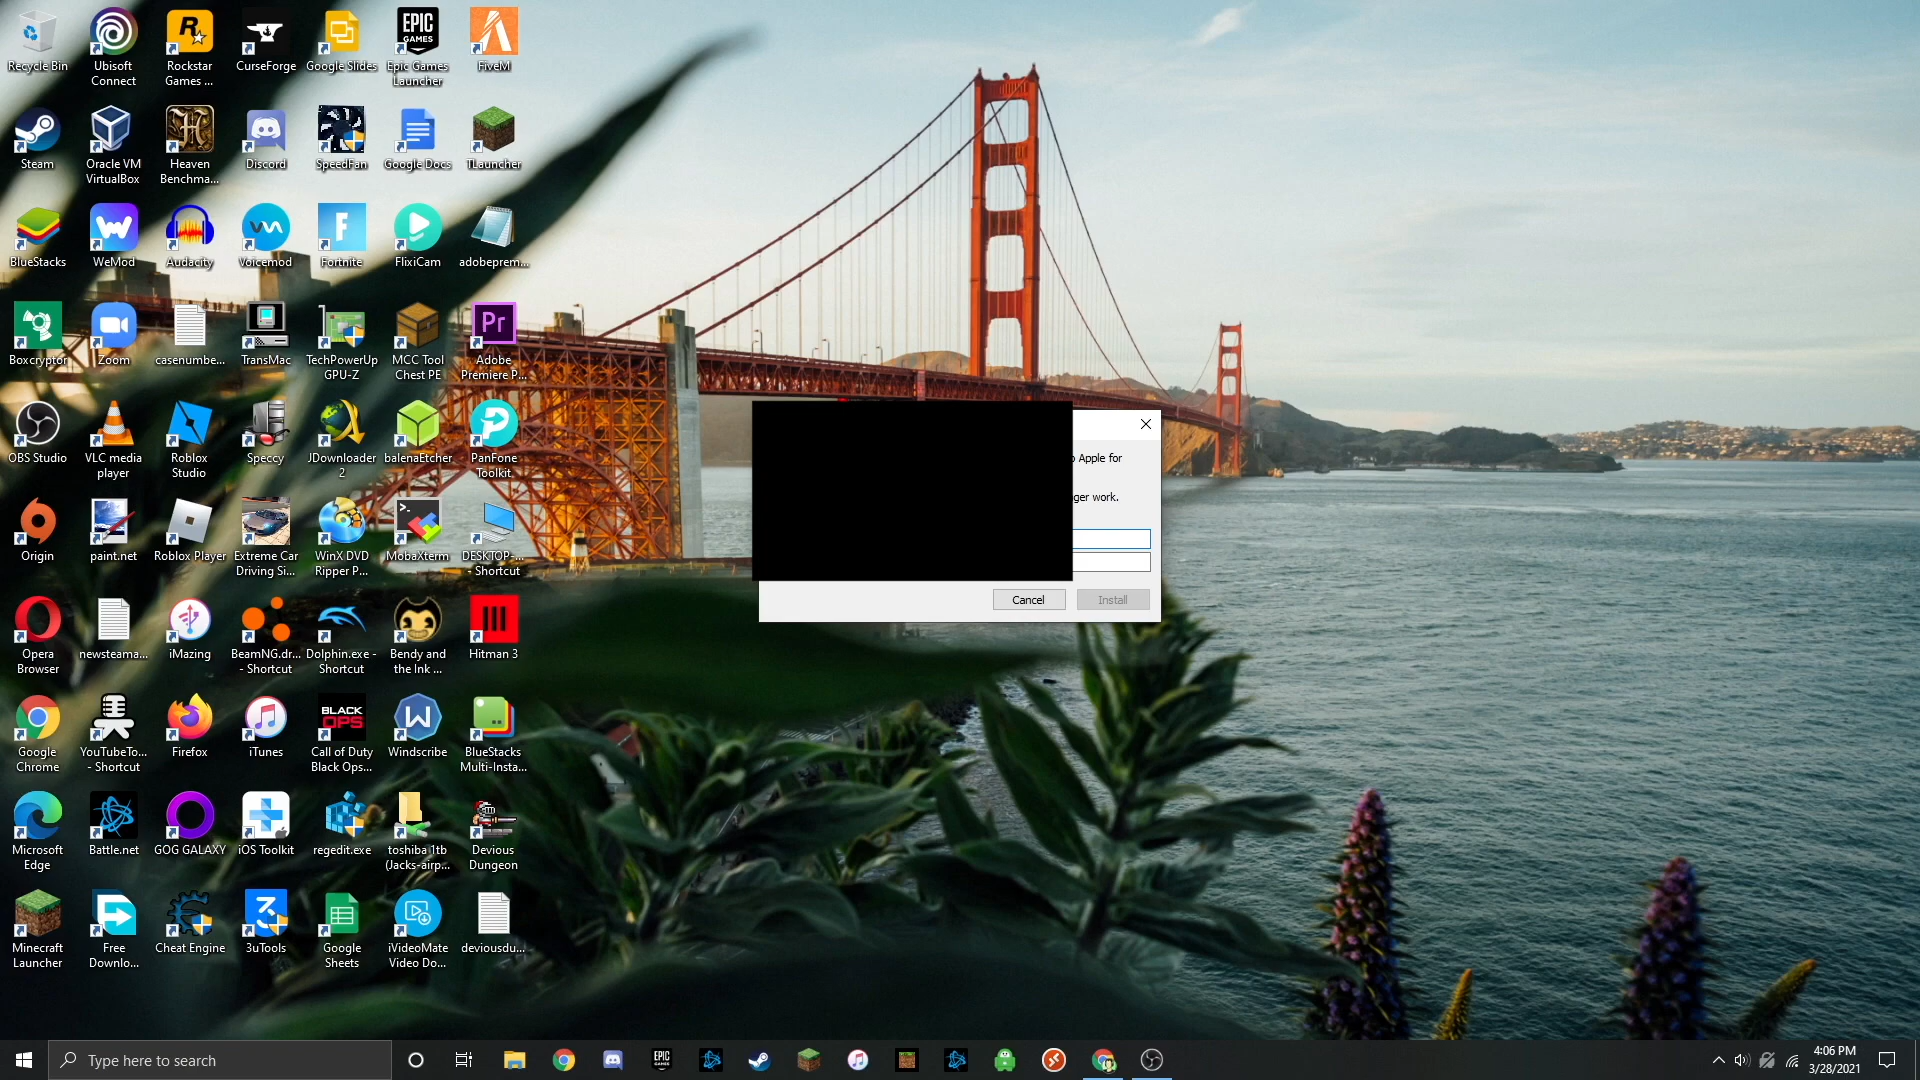 Recycle Bin
Ubisoft
Connect
Rockstar
Games ...
CurseForge
Google Slides
EPIC
GAMES
Epic Games
Launcher
FiveM
Steam
Oracle VM
VirtualBox
Heaven
Benchma...
Discord
SpeedFan
Google Docs
TLauncher
BlueStacks
WeMod
Audacity
Voicemod
Fortnite
FlixiCam
adobeprem...
Boxcryptor
Zoom
casenumbe...
TransMac
TechPowerUp
GPU-Z
MCC Tool
Chest PE
Pr
Adobe
Premiere P...
OBS Studio
VLC media
player
Roblox
Studio
Speccy
JDownloader
2
balenaEtcher
PanFone
Toolkit
Origin
paint.net
Roblox Player
Extreme Car
Driving Si...
WinX DVD
Ripper P...
MobaXterm
DESKTOP-...
- Shortcut
Opera
Browser
newsteama...
iMazing
BeamNG.dr...
- Shortcut
Dolphin.exe -
Shortcut
Bendy and
the Ink ...
Hitman 3
Google
Chrome
YouTubeTo...
- Shortcut
Firefox
iTunes
BLACK
OPS
Call of Duty
Black Ops...
Windscribe
BlueStacks
Multi-Insta...
Microsoft
Edge
Battle.net
GOG GALAXY
iOS Toolkit
regedit.exe
toshiba 1tb
(Jacks-airp...
Devious
Dungeon
Minecraft
Launcher
Free
Downlo...
Cheat Engine
3uTools
Google
Sheets
iVideoMate
Video Do...
deviousdu...
Apple for
ger work.
Cancel
Install
Type here to search
EPIC
GAMES
4:06 PM
3/28/2021